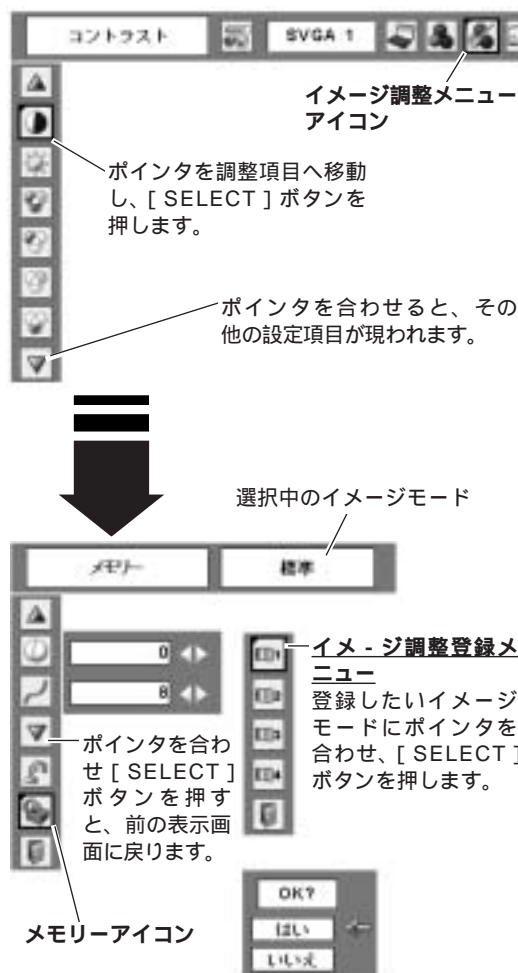 コントラスト
SVGA 1
イメージ調整メニュー
アイコン
ポインタを調整項目へ移動
し、[ SELECT ] ボタンを
押します。
ポインタを合わせると、その
他の設定項目が現われます。
選択中のイメージモード
メモリー
標準
0
8
イメ - ジ調整登録メ
ニュー
登録したいイメージ
モードにポインタを
合わせ、[ SELECT ]
ボタンを押します。
ポインタを合わ
せ [ SELECT ]
ボタンを押す
と、前の表示画
面に戻ります。
メモリーアイコン
OK?
はい
いいえ